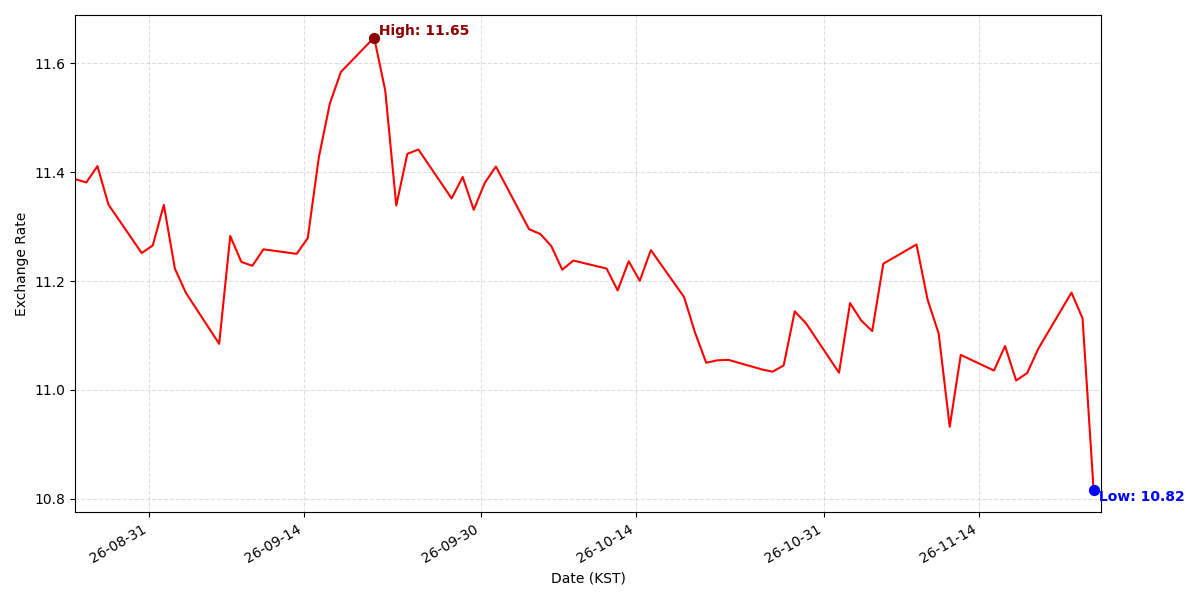 High: 11.65
11.6
11.4
11.2
11.0
10.8
Exchange Rate
Low: 10.82
26-08-31
26-09-14
26-09-30
26-10-14
26-10-31
26-11-14
Date (KST)